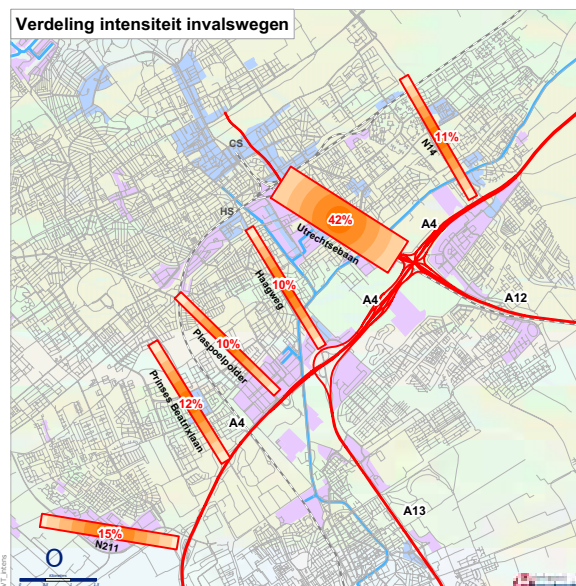 Verdeling intensiteit invalswegen
11%
N14
CS
HS
42%
Utrechtsebaan
A4
A4
A12
10%
Haagweg
10%
Plaspoelpolder
12%
Prinses Beatrixlaan
A4
A13
15%
N211